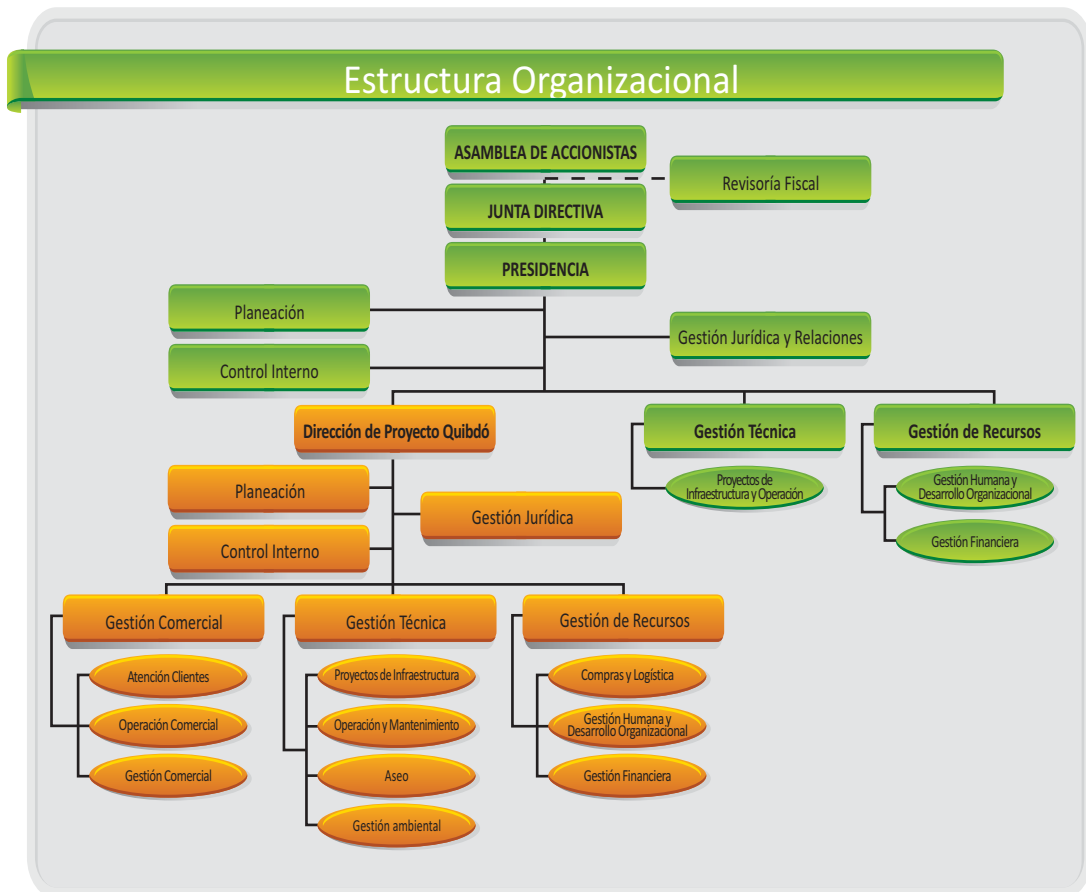 Estructura Organizacional
ASAMBLEA DE ACCIONISTAS
Revisoría Fiscal
JUNTA DIRECTIVA
PRESIDENCIA
Planeación
Gestión Jurídica y Relaciones
Control Interno
Dirección de Proyecto Quibdó
Gestión Técnica
Gestión de Recursos
Proyectos de
Infraestructura y Operación
Gestión Humana y
Desarrollo Organizacional
Gestión Financiera
Planeación
Gestión Jurídica
Control Interno
Gestión Comercial
Gestión Técnica
Gestión de Recursos
Atención Clientes
Operación Comercial
Gestión Comercial
Proyectos de Infraestructura
Operación y Mantenimiento
Aseo
Gestión ambiental
Compras y Logística
Gestión Humana y
Desarrollo Organizacional
Gestión Financiera